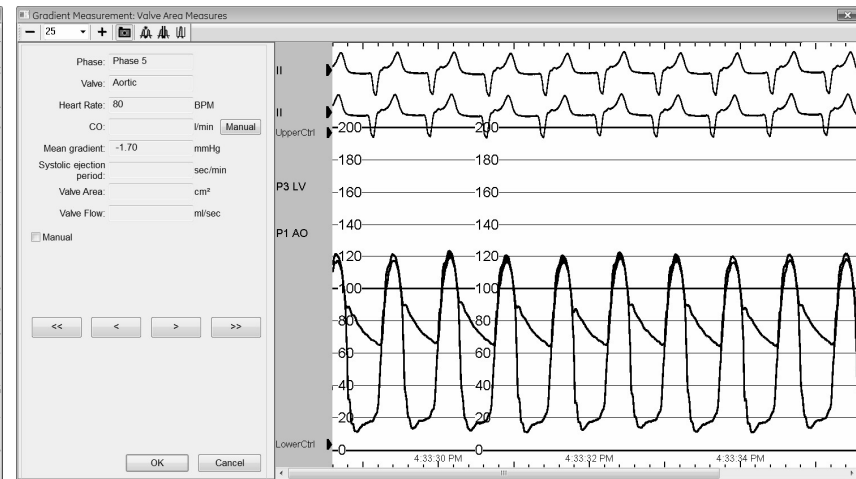 Gradient Measurement: Valve Area Measures
25
Phase: Phase 5
Valve: Aortic
Heart Rate: 80 BPM
CO: l/min Manual
Mean gradient: -1.70 mmHg
Systolic ejection
period: sec/min
Valve Area: cm²
Valve Flow: ml/sec
Manual
<< < > >>
OK Cancel
II
II
UpperCtrl
P3 LV
P1 AO
LowerCtrl
200 200
180 180
160 160
140 140
120 120
100 100
80 80
60 60
40 40
20 20
0 0
4:33:30 PM 4:33:32 PM 4:33:34 PM